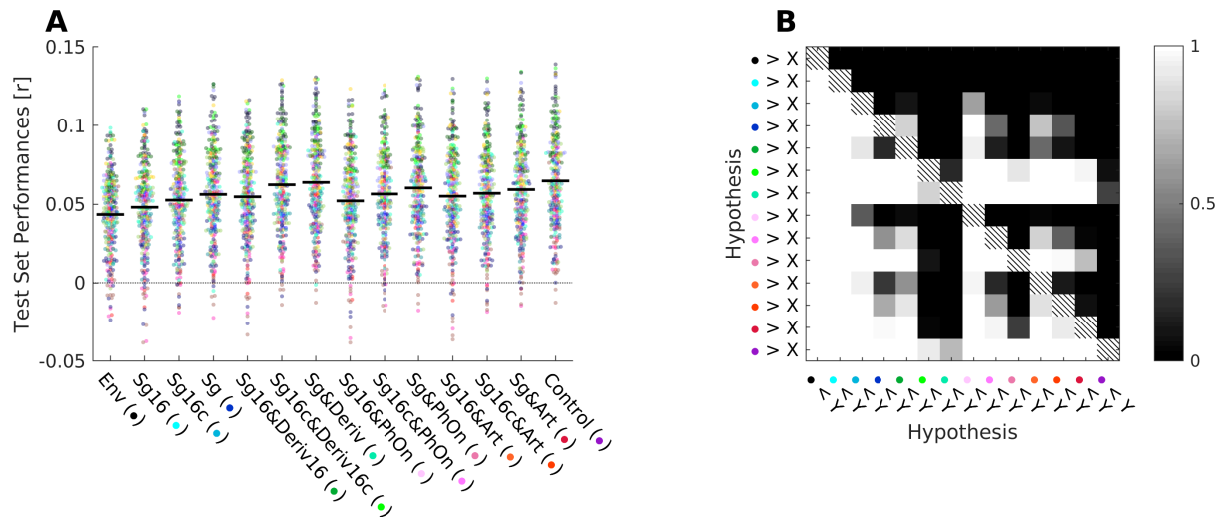 A
B
Test Set Performances [r]
0.15
0.1
0.05
0
-0.05
Env (●)
Sg16 (●)
Sg16c (●)
Sg (●)
Sg16&Deriv16 (●)
Sg16c&Deriv16c (●)
Sg&Deriv (●)
Sg16&PhOn (●)
Sg16c&PhOn (●)
Sg&PhOn (●)
Sg16&Art (●)
Sg16c&Art (●)
Sg&Art (●)
Control (●)
Hypothesis
● > X
● > X
● > X
● > X
● > X
● > X
● > X
● > X
● > X
● > X
● > X
● > X
● > X
● > X
● < Y
● < Y
● < Y
● < Y
● < Y
● < Y
● < Y
● < Y
● < Y
● < Y
● < Y
● < Y
● < Y
● < Y
Hypothesis
1
0.5
0